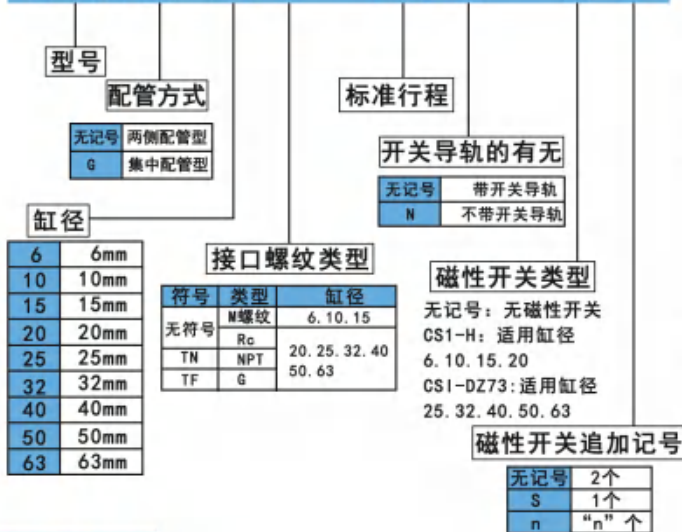 型号
配管方式
无记号 两侧配管型
G 集中配管型
标准行程
开关导轨的有无
无记号 带开关导轨
N 不带开关导轨
缸径
6 6mm
10 10mm
15 15mm
20 20mm
25 25mm
32 32mm
40 40mm
50 50mm
63 63mm
接口螺纹类型
符号 类型 缸径
无符号 M螺纹 6.10.15
Rc 20.25.32.40
TN NPT 50.63
TF G
磁性开关类型
无记号：无磁性开关
CS1-H：适用缸径
6.10.15.20
CSI-DZ73:适用缸径
25.32.40.50.63
磁性开关追加记号
无记号 2个
S 1个
n “n”个